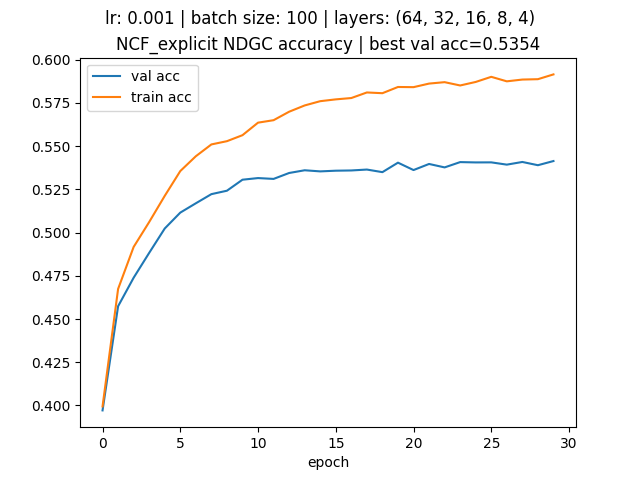 lr: 0.001 | batch size: 100 | layers: (64, 32, 16, 8, 4)
NCF_explicit NDGC accuracy | best val acc=0.5354
val acc
train acc
0.600
0.575
0.550
0.525
0.500
0.475
0.450
0.425
0.400
0 5 10 15 20 25 30
epoch